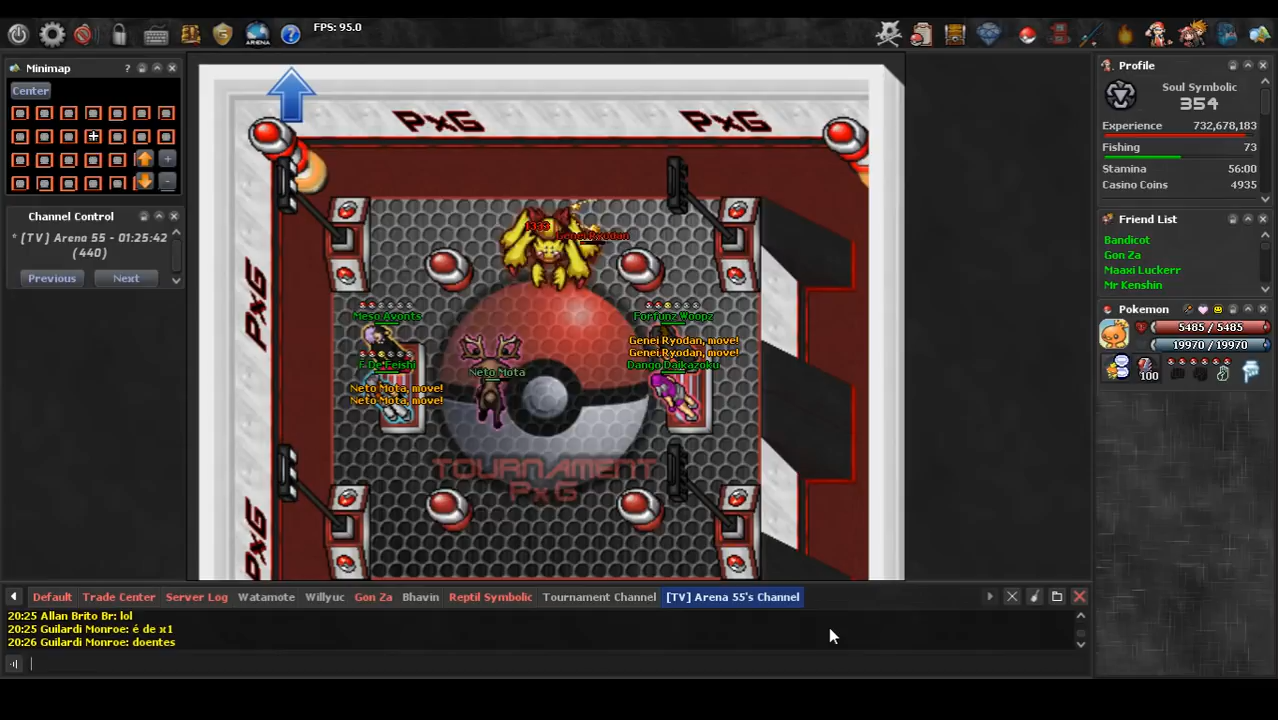 FPS: 95.0
Minimap
?
Center
Channel Control
* [TV] Arena 55 - 01:25:42
(440)
Previous
Next
ARENA
PxG
PxG
PxG
PxG
1333
Genei Ryodan
Meso Avonts
Forfunz Woopz
Genei Ryodan, move!
Genei Ryodan, move!
F De Feishi
Neto Mota
Dango Daikazoku
Neto Mota, move!
Neto Mota, move!
TOURNAMENT
PxG
Profile
Soul Symbolic
354
Experience 732,678,183
Fishing 73
Stamina 56:00
Casino Coins 4935
Friend List
Bandicot
Gon Za
Maaxi Luckerr
Mr Kenshin
Pokemon
5485 / 5485
19970 / 19970
100
Default Trade Center Server Log Watamote Willyuc Gon Za Bhavin Reptil Symbolic Tournament Channel [TV] Arena 55's Channel
20:25 Allan Brito Br: lol
20:25 Guilardi Monroe: é de x1
20:26 Guilardi Monroe: doentes